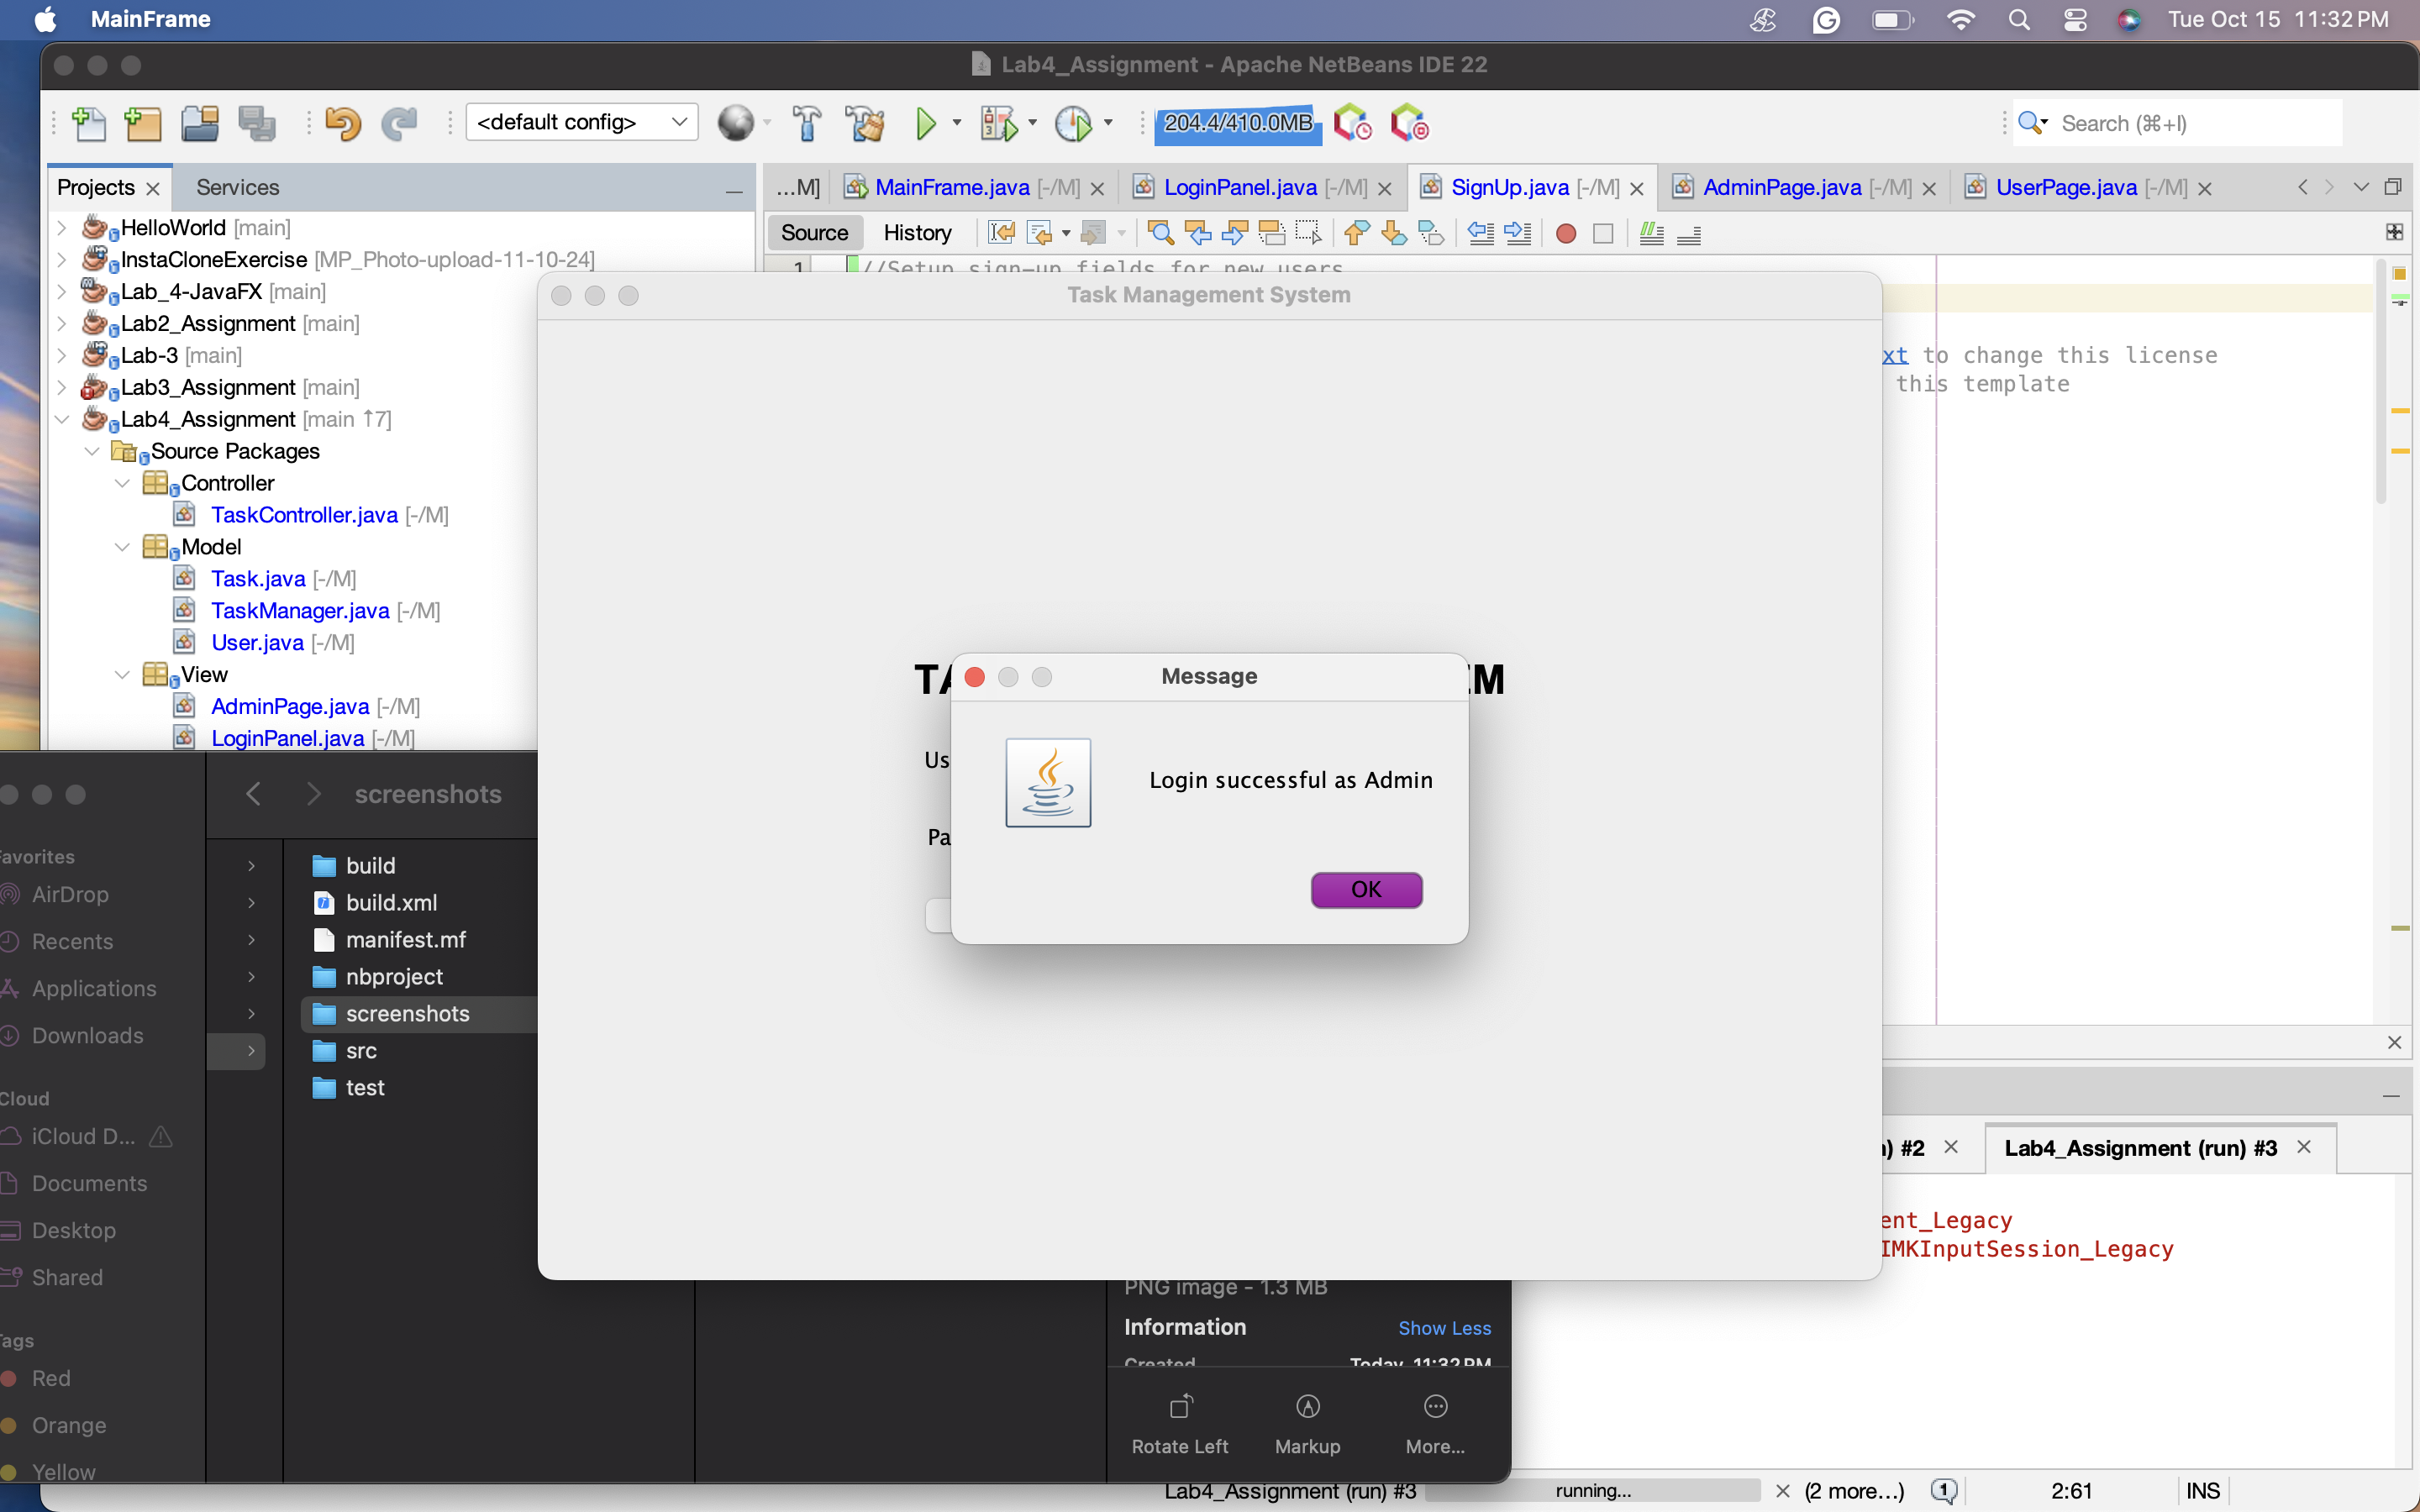 MainFrame
Tue Oct 15 11:32 PM
Lab4_Assignment - Apache NetBeans IDE 22
<default config>
204.4/410.0MB
Search (⌘+I)
Projects
Services
...M]
MainFrame.java [-/M]
LoginPanel.java [-/M]
SignUp.java [-/M]
AdminPage.java [-/M]
UserPage.java [-/M]
Source
History
1
//Setup sign-up fields for new users
xt to change this license
this template
HelloWorld [main]
InstaCloneExercise [MP_Photo-upload-11-10-24]
Lab_4-JavaFX [main]
Lab2_Assignment [main]
Lab-3 [main]
Lab3_Assignment [main]
Lab4_Assignment [main ↑7]
Source Packages
Controller
TaskController.java [-/M]
Model
Task.java [-/M]
TaskManager.java [-/M]
User.java [-/M]
View
AdminPage.java [-/M]
LoginPanel.java [-/M]
Task Management System
TA
EM
Us
Pa
Message
Login successful as Admin
OK
screenshots
avorites
AirDrop
Recents
Applications
Downloads
Cloud
iCloud D...
Documents
Desktop
Shared
ags
Red
Orange
Yellow
build
build.xml
manifest.mf
nbproject
screenshots
src
test
PNG image - 1.3 MB
Information
Show Less
Created
Today, 11:32 PM
Rotate Left
Markup
More...
n) #2
Lab4_Assignment (run) #3
ent_Legacy
IMKInputSession_Legacy
Lab4_Assignment (run) #3
running...
(2 more...)
1
2:61
INS